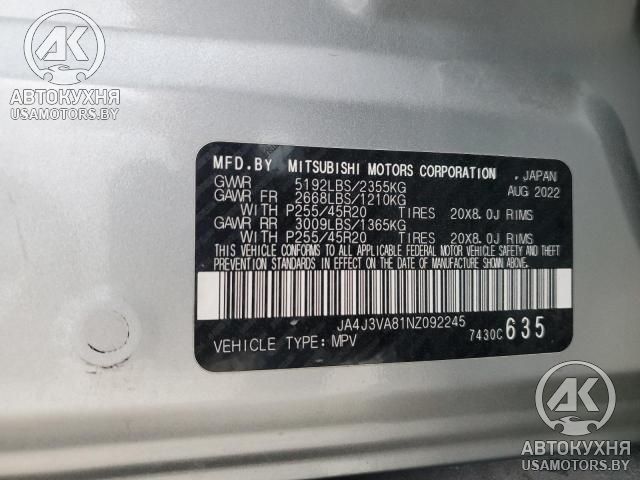 AK
АВТОКУХНЯ
USAMOTORS.BY
MFD.BY MITSUBISHI MOTORS CORPORATION , JAPAN
GVWR 5192LBS/2355KG AUG 2022
GAWR FR 2668LBS/1210KG
WITH P255/45R20 TIRES 20X8.0J RIMS
GAWR RR 3009LBS/1365KG
WITH P255/45R20 TIRES 20X8.0J RIMS
THIS VEHICLE CONFORMS TO ALL APPLICABLE FEDERAL MOTOR VEHICLE SAFETY AND THEFT
PREVENTION STANDARDS IN EFFECT ON THE DATE OF MANUFACTURE SHOWN ABOVE.
JA4J3VA81NZ092245
VEHICLE TYPE: MPV 7430C 635
AK
АВТОКУХНЯ
USAMOTORS.BY